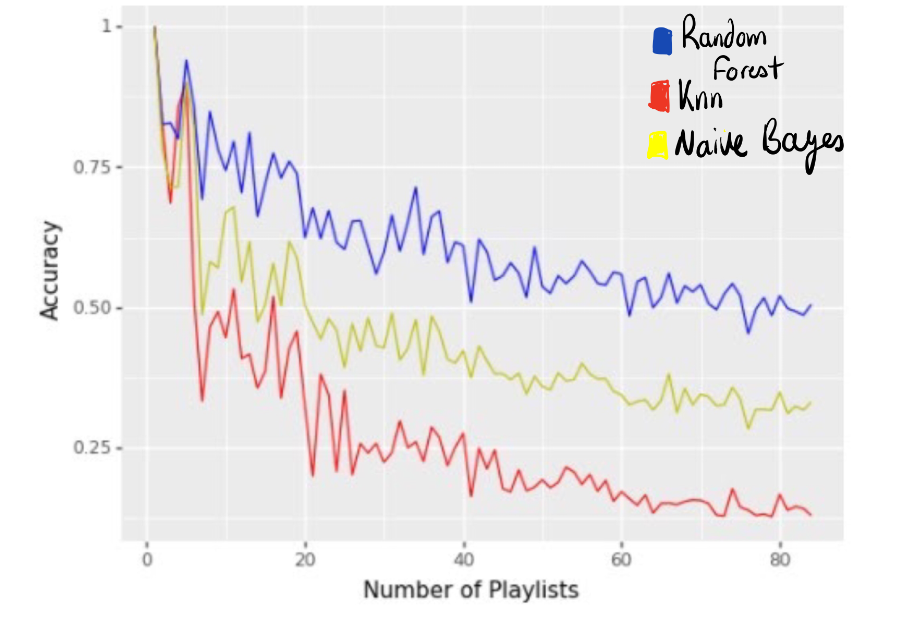 1
0.75
0.50
0.25
Accuracy
0
20
40
60
80
Number of Playlists
Random
Forest
Knn
Naive Bayes